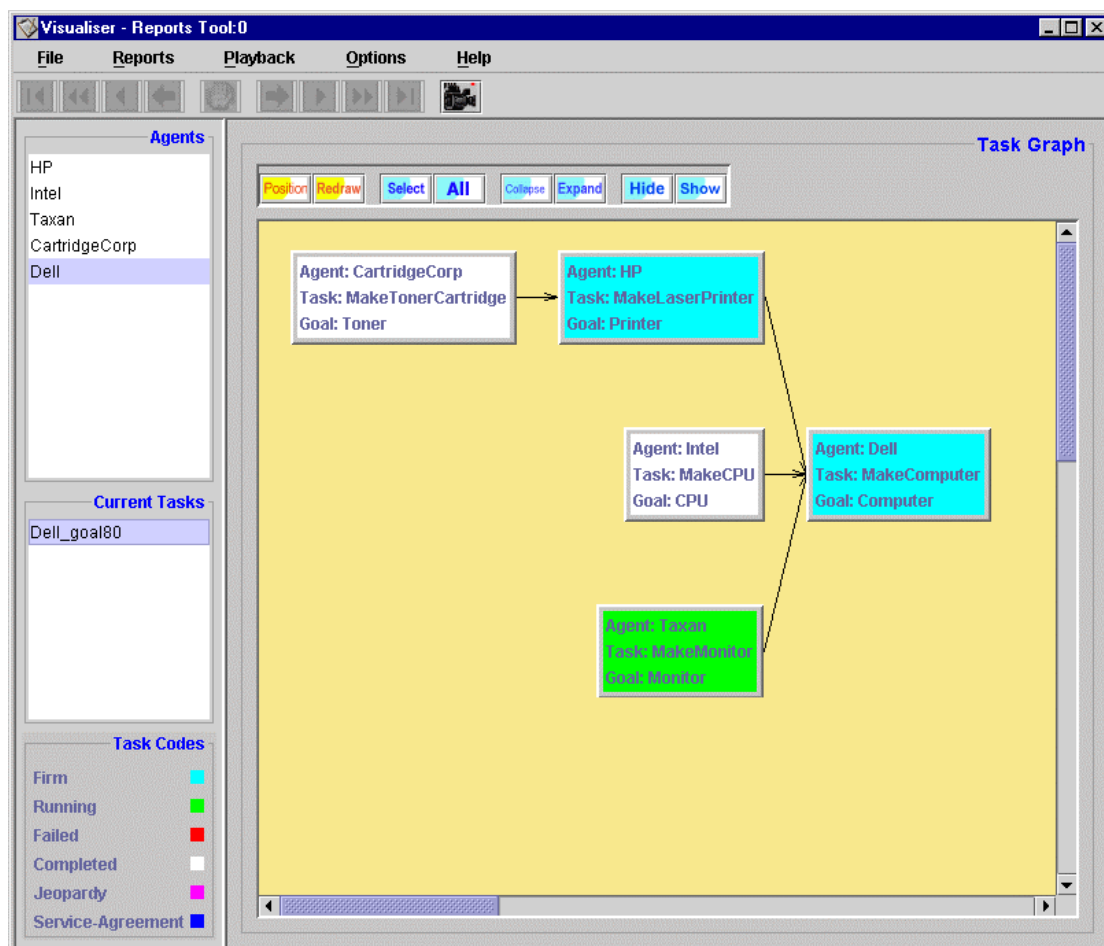 Visualiser - Reports Tool:0
File Reports Playback Options Help
Agents
HP
Intel
Taxan
CartridgeCorp
Dell
Current Tasks
Dell_goal80
Task Codes
Firm
Running
Failed
Completed
Jeopardy
Service-Agreement
Task Graph
Position Redraw Select All Collapse Expand Hide Show
Agent: CartridgeCorp
Task: MakeTonerCartridge
Goal: Toner
Agent: HP
Task: MakeLaserPrinter
Goal: Printer
Agent: Intel
Task: MakeCPU
Goal: CPU
Agent: Dell
Task: MakeComputer
Goal: Computer
Agent: Taxan
Task: MakeMonitor
Goal: Monitor